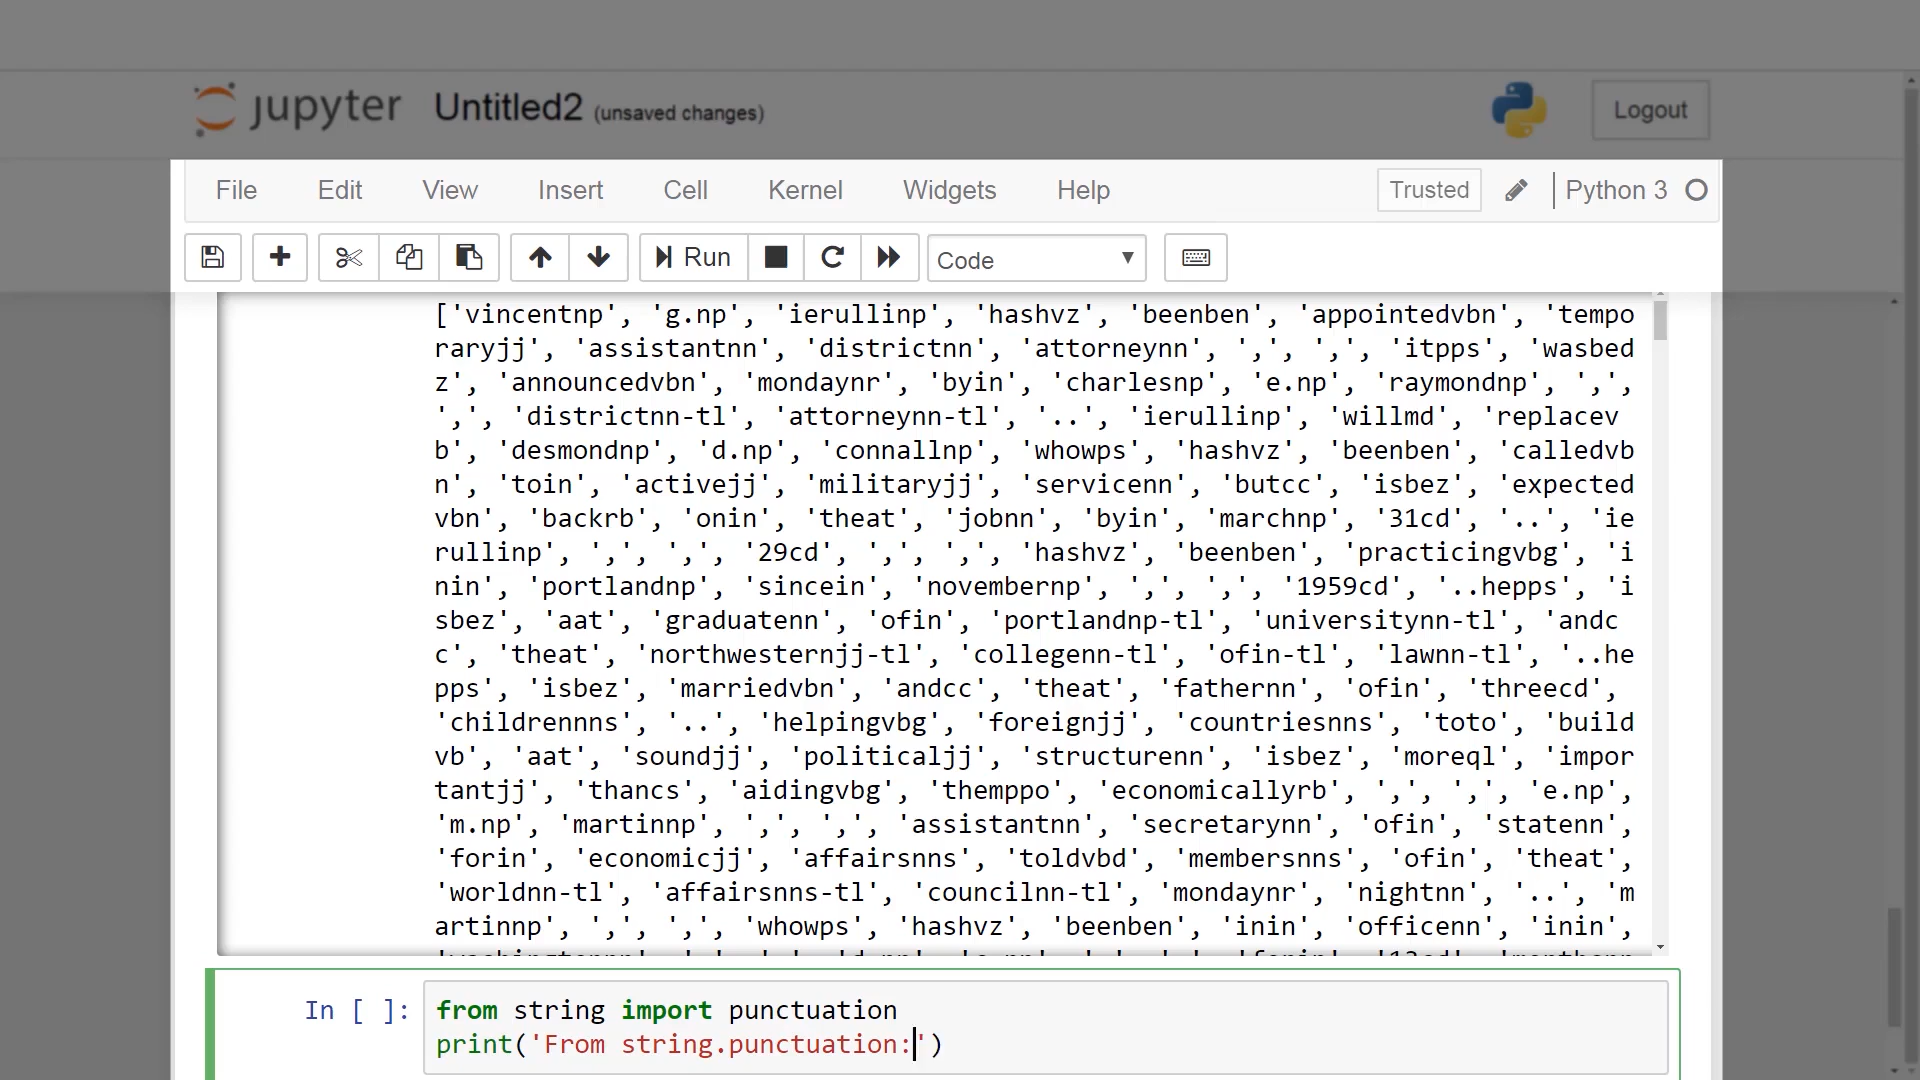 jupyter Untitled2 (unsaved changes) Logout
File Edit View Insert Cell Kernel Widgets Help Trusted Python 3
Run Code
['vincentnp', 'g.np', 'ierullinp', 'hashvz', 'beenben', 'appointedvbn', 'tempo
raryjj', 'assistantnn', 'districtnn', 'attorneynn', ',', ',', 'itpps', 'wasbed
z', 'announcedvbn', 'mondaynr', 'byin', 'charlesnp', 'e.np', 'raymondnp', ',',
',', 'districtnn-tl', 'attorneynn-tl', '..', 'ierullinp', 'willmd', 'replacev
b', 'desmondnp', 'd.np', 'connallnp', 'whowps', 'hashvz', 'beenben', 'calledvb
n', 'toin', 'activejj', 'militaryjj', 'servicenn', 'butcc', 'isbez', 'expected
vbn', 'backrb', 'onin', 'theat', 'jobnn', 'byin', 'marchnp', '31cd', '..', 'ie
rullinp', ',', ',', '29cd', ',', ',', 'hashvz', 'beenben', 'practicingvbg', 'i
nin', 'portlandnp', 'sincein', 'novembernp', ',', ',', '1959cd', '..hepps', 'i
sbez', 'aat', 'graduatenn', 'ofin', 'portlandnp-tl', 'universitynn-tl', 'andc
c', 'theat', 'northwesternjj-tl', 'collegenn-tl', 'ofin-tl', 'lawnn-tl', '..he
pps', 'isbez', 'marriedvbn', 'andcc', 'theat', 'fathernn', 'ofin', 'threecd',
'childrennns', '..', 'helpingvbg', 'foreignjj', 'countriesnns', 'toto', 'build
vb', 'aat', 'soundjj', 'politicaljj', 'structurenn', 'isbez', 'moreql', 'impor
tantjj', 'thancs', 'aidingvbg', 'themppo', 'economicallyrb', ',', ',', 'e.np',
'm.np', 'martinnp', ',', ',', 'assistantnn', 'secretarynn', 'ofin', 'statenn',
'forin', 'economicjj', 'affairsnns', 'toldvbd', 'membersnns', 'ofin', 'theat',
'worldnn-tl', 'affairsnns-tl', 'councilnn-tl', 'mondaynr', 'nightnn', '..', 'm
artinnp', ',', ',', 'whowps', 'hashvz', 'beenben', 'inin', 'officenn', 'inin',
In [ ]: from string import punctuation
print('From string.punctuation:')